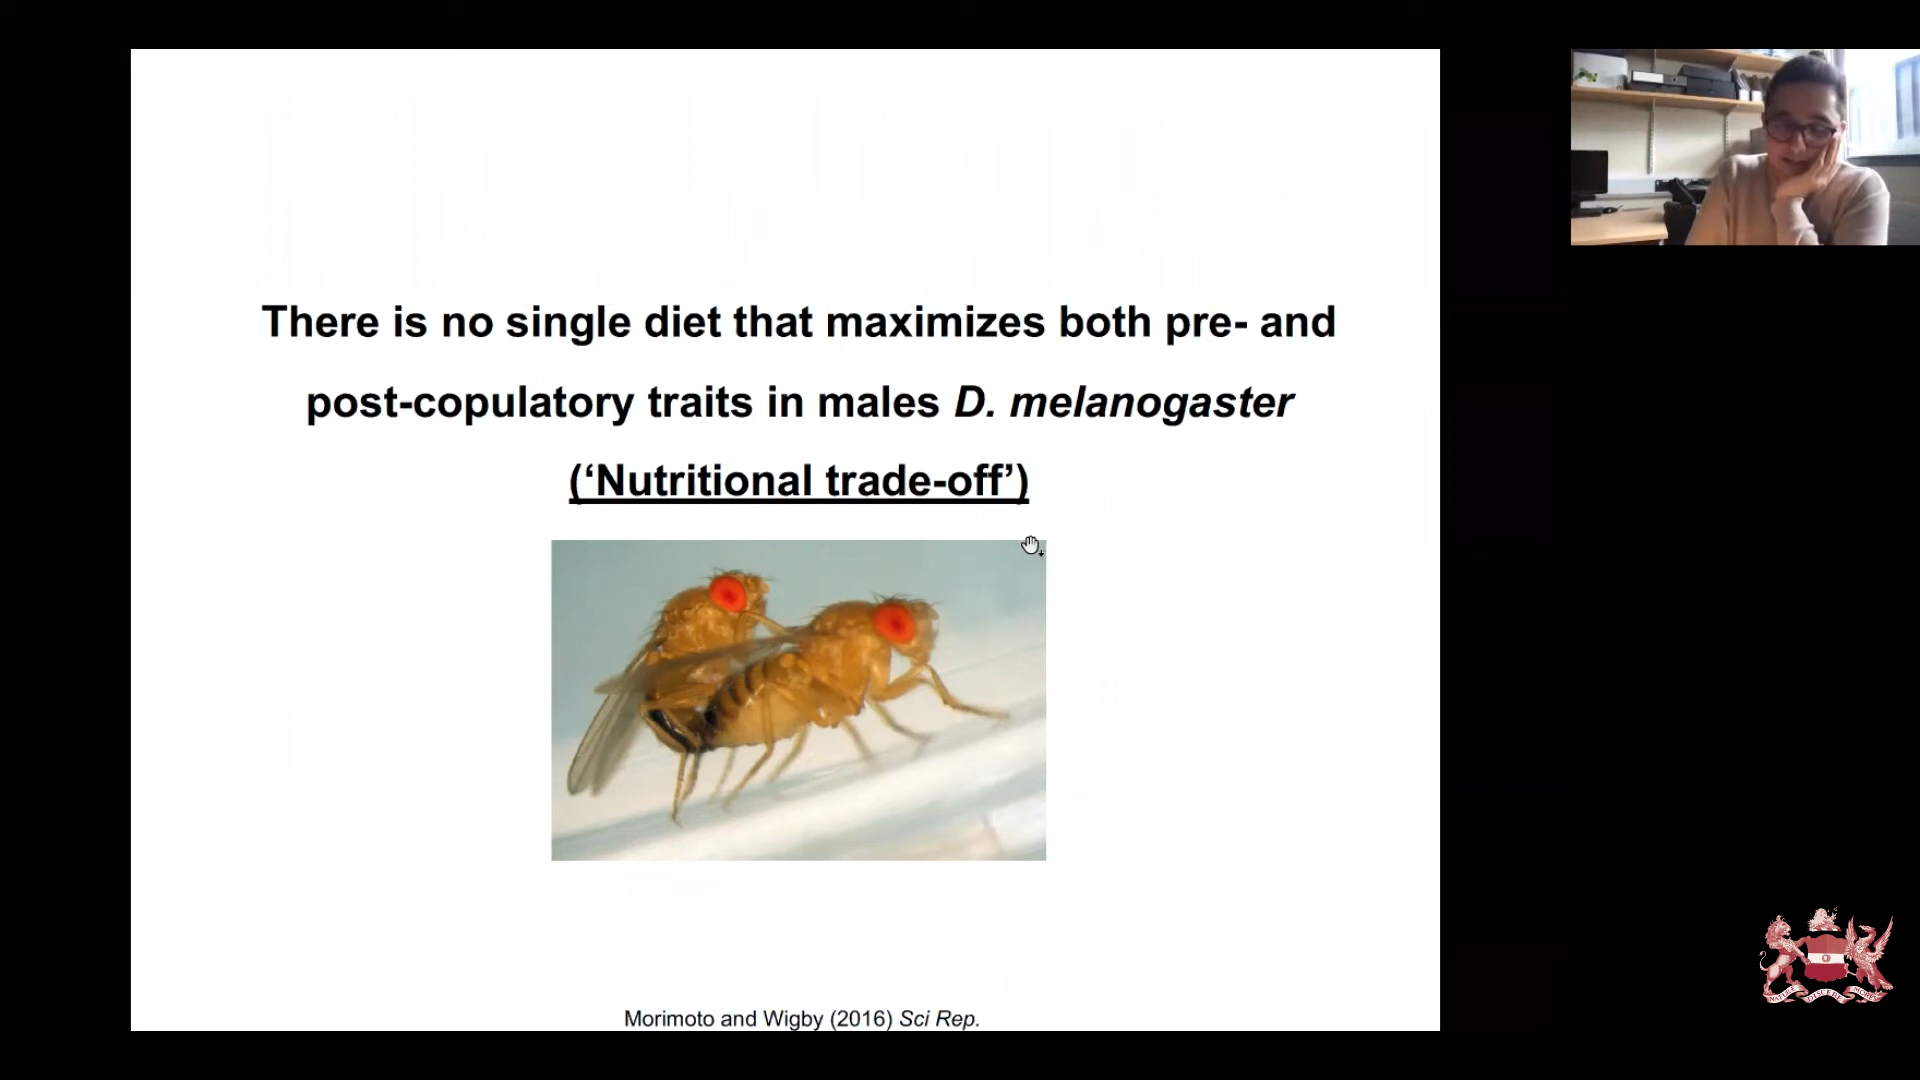 There is no single diet that maximizes both pre- and
post-copulatory traits in males D. melanogaster
(‘Nutritional trade-off’)
Morimoto and Wigby (2016) Sci Rep.